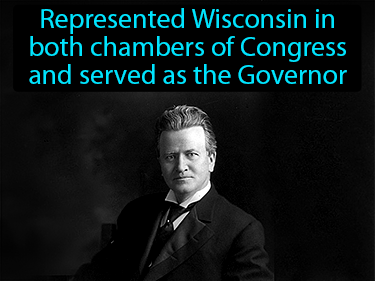 Represented Wisconsin in
both chambers of Congress
and served as the Governor